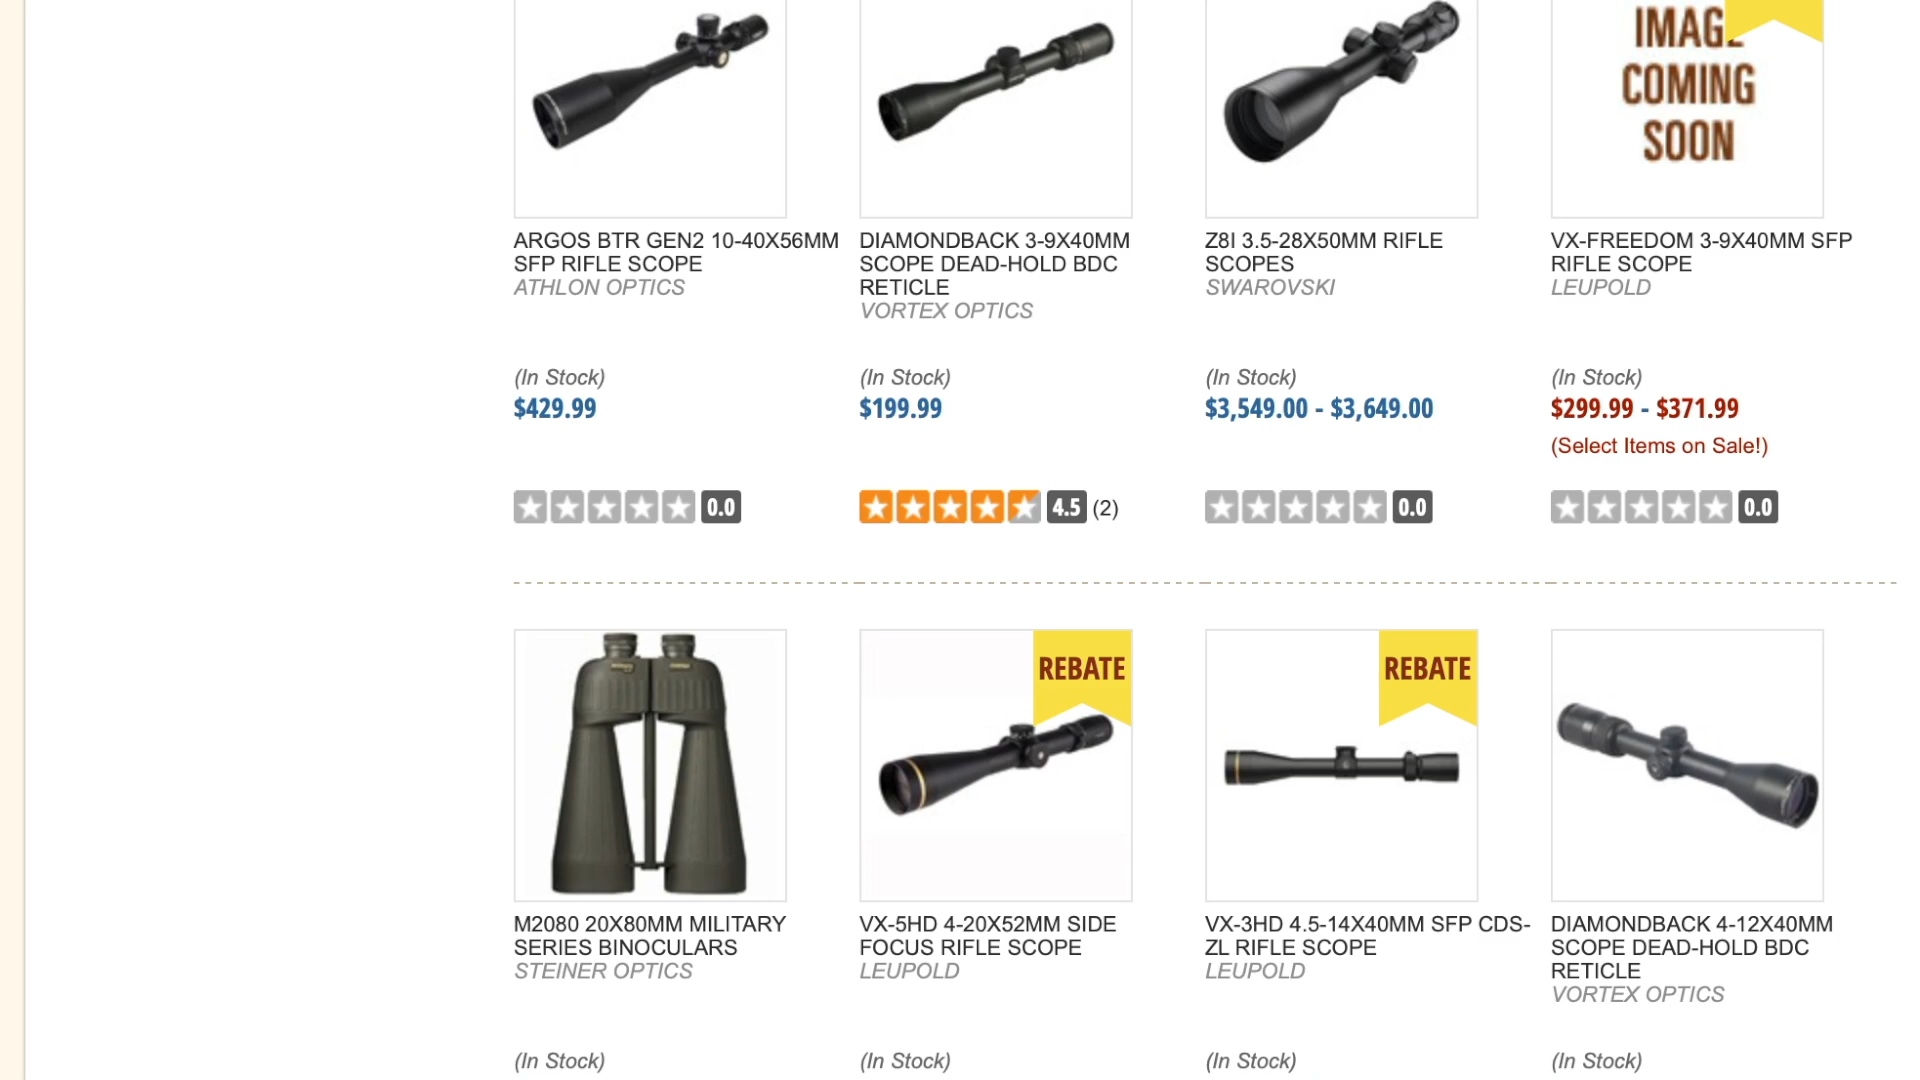 IMAGE
COMING
SOON
ARGOS BTR GEN2 10-40X56MM
SFP RIFLE SCOPE
ATHLON OPTICS
(In Stock)
$429.99
0.0
DIAMONDBACK 3-9X40MM
SCOPE DEAD-HOLD BDC
RETICLE
VORTEX OPTICS
(In Stock)
$199.99
4.5 (2)
Z8I 3.5-28X50MM RIFLE
SCOPES
SWAROVSKI
(In Stock)
$3,549.00 - $3,649.00
0.0
VX-FREEDOM 3-9X40MM SFP
RIFLE SCOPE
LEUPOLD
(In Stock)
$299.99 - $371.99
(Select Items on Sale!)
0.0
M2080 20X80MM MILITARY
SERIES BINOCULARS
STEINER OPTICS
(In Stock)
REBATE
VX-5HD 4-20X52MM SIDE
FOCUS RIFLE SCOPE
LEUPOLD
(In Stock)
REBATE
VX-3HD 4.5-14X40MM SFP CDS-
ZL RIFLE SCOPE
LEUPOLD
(In Stock)
DIAMONDBACK 4-12X40MM
SCOPE DEAD-HOLD BDC
RETICLE
VORTEX OPTICS
(In Stock)